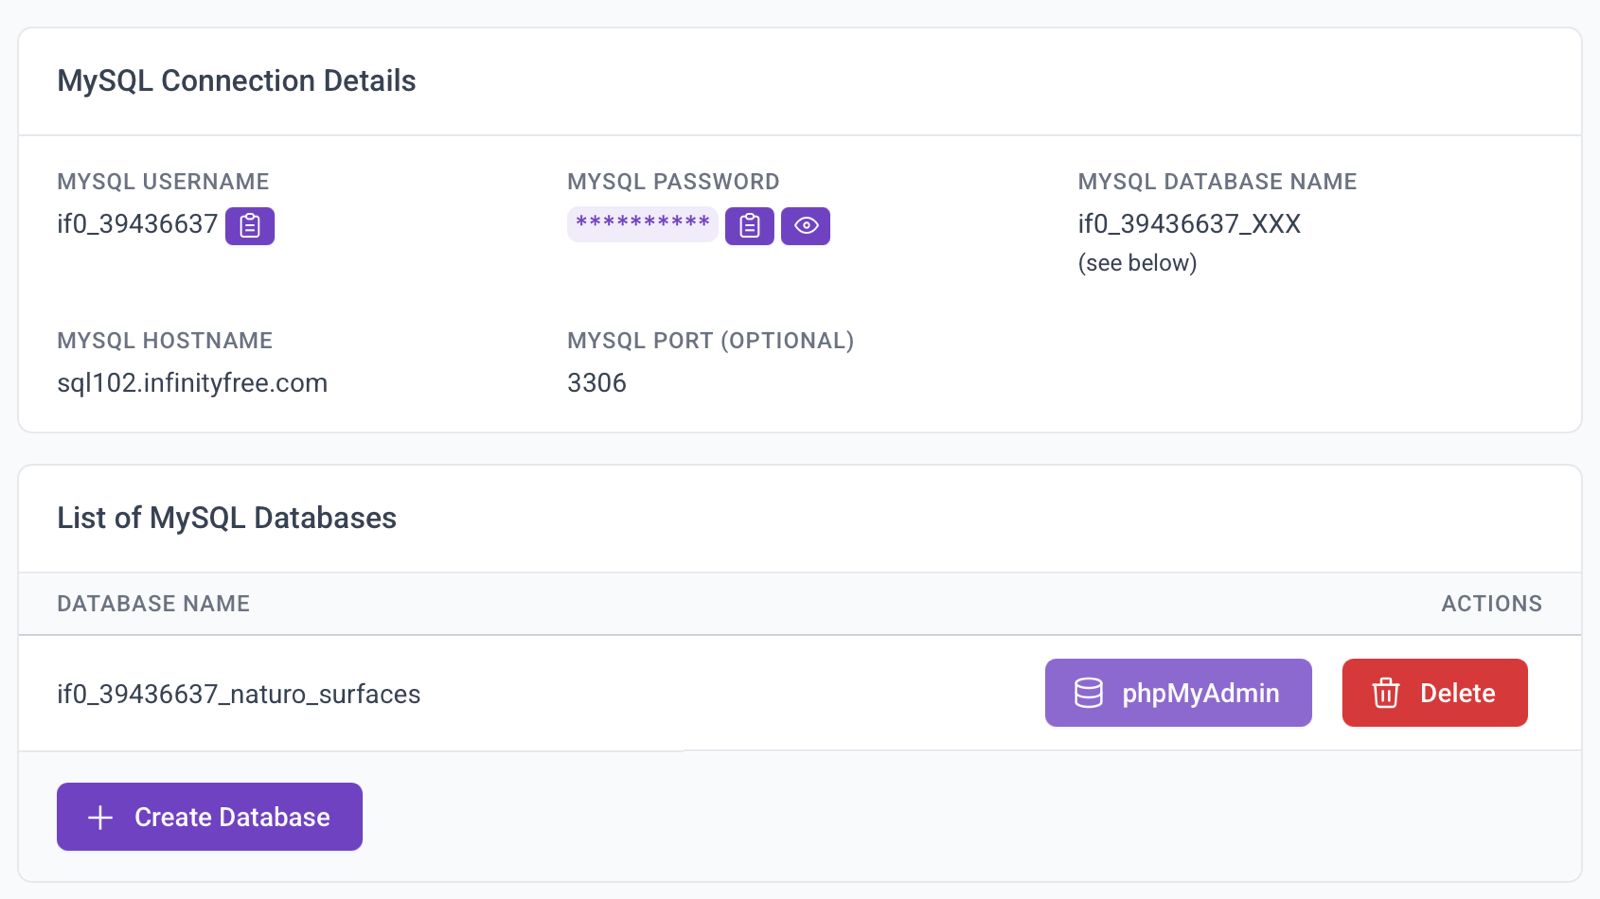 MySQL Connection Details
MYSQL USERNAME
if0_39436637
MYSQL PASSWORD
**********
MYSQL DATABASE NAME
if0_39436637_XXX
(see below)
MYSQL HOSTNAME
sql102.infinityfree.com
MYSQL PORT (OPTIONAL)
3306
List of MySQL Databases
DATABASE NAME
ACTIONS
if0_39436637_naturo_surfaces
phpMyAdmin
Delete
Create Database